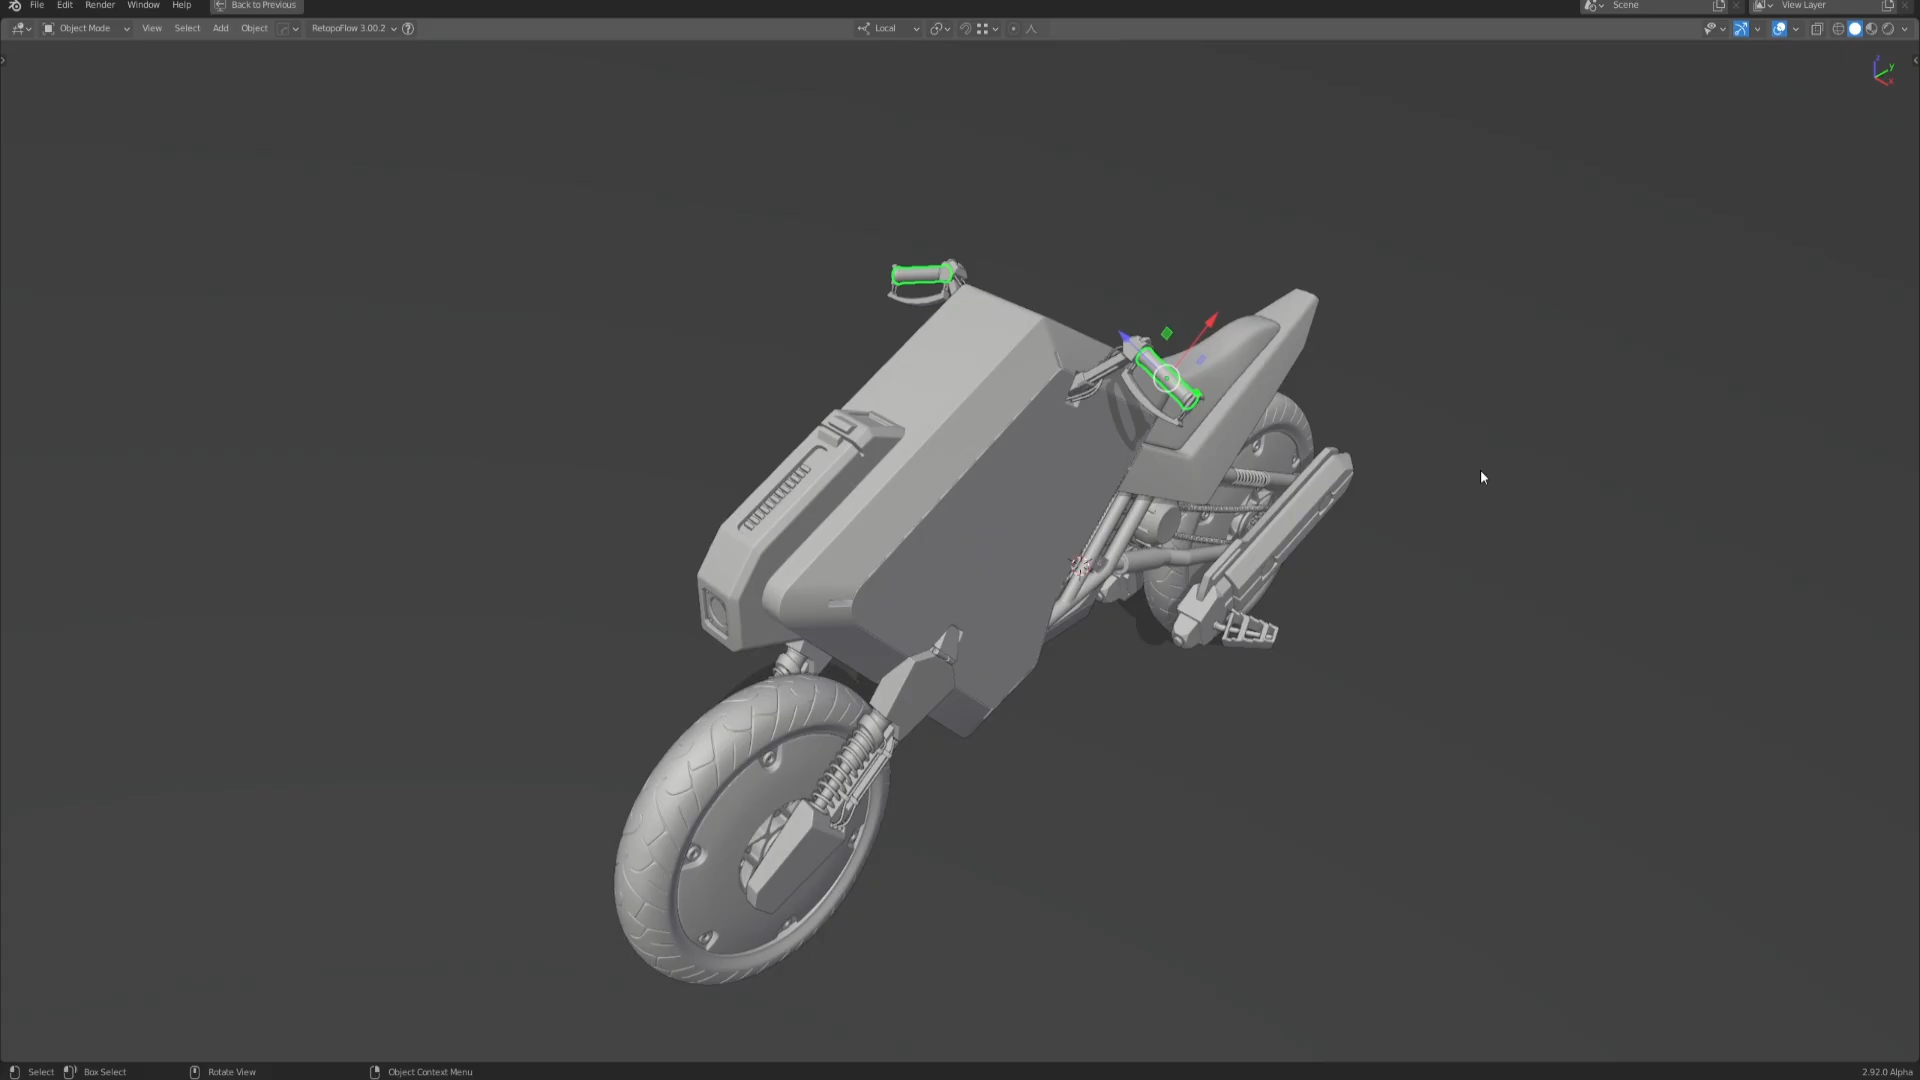 File Edit Render Window Help Back to Previous Scene View Layer
Object Mode View Select Add Object RetopoFlow 3.00.2 Local
Z
Y
X
Select Box Select Rotate View Object Context Menu 2.92.0 Alpha